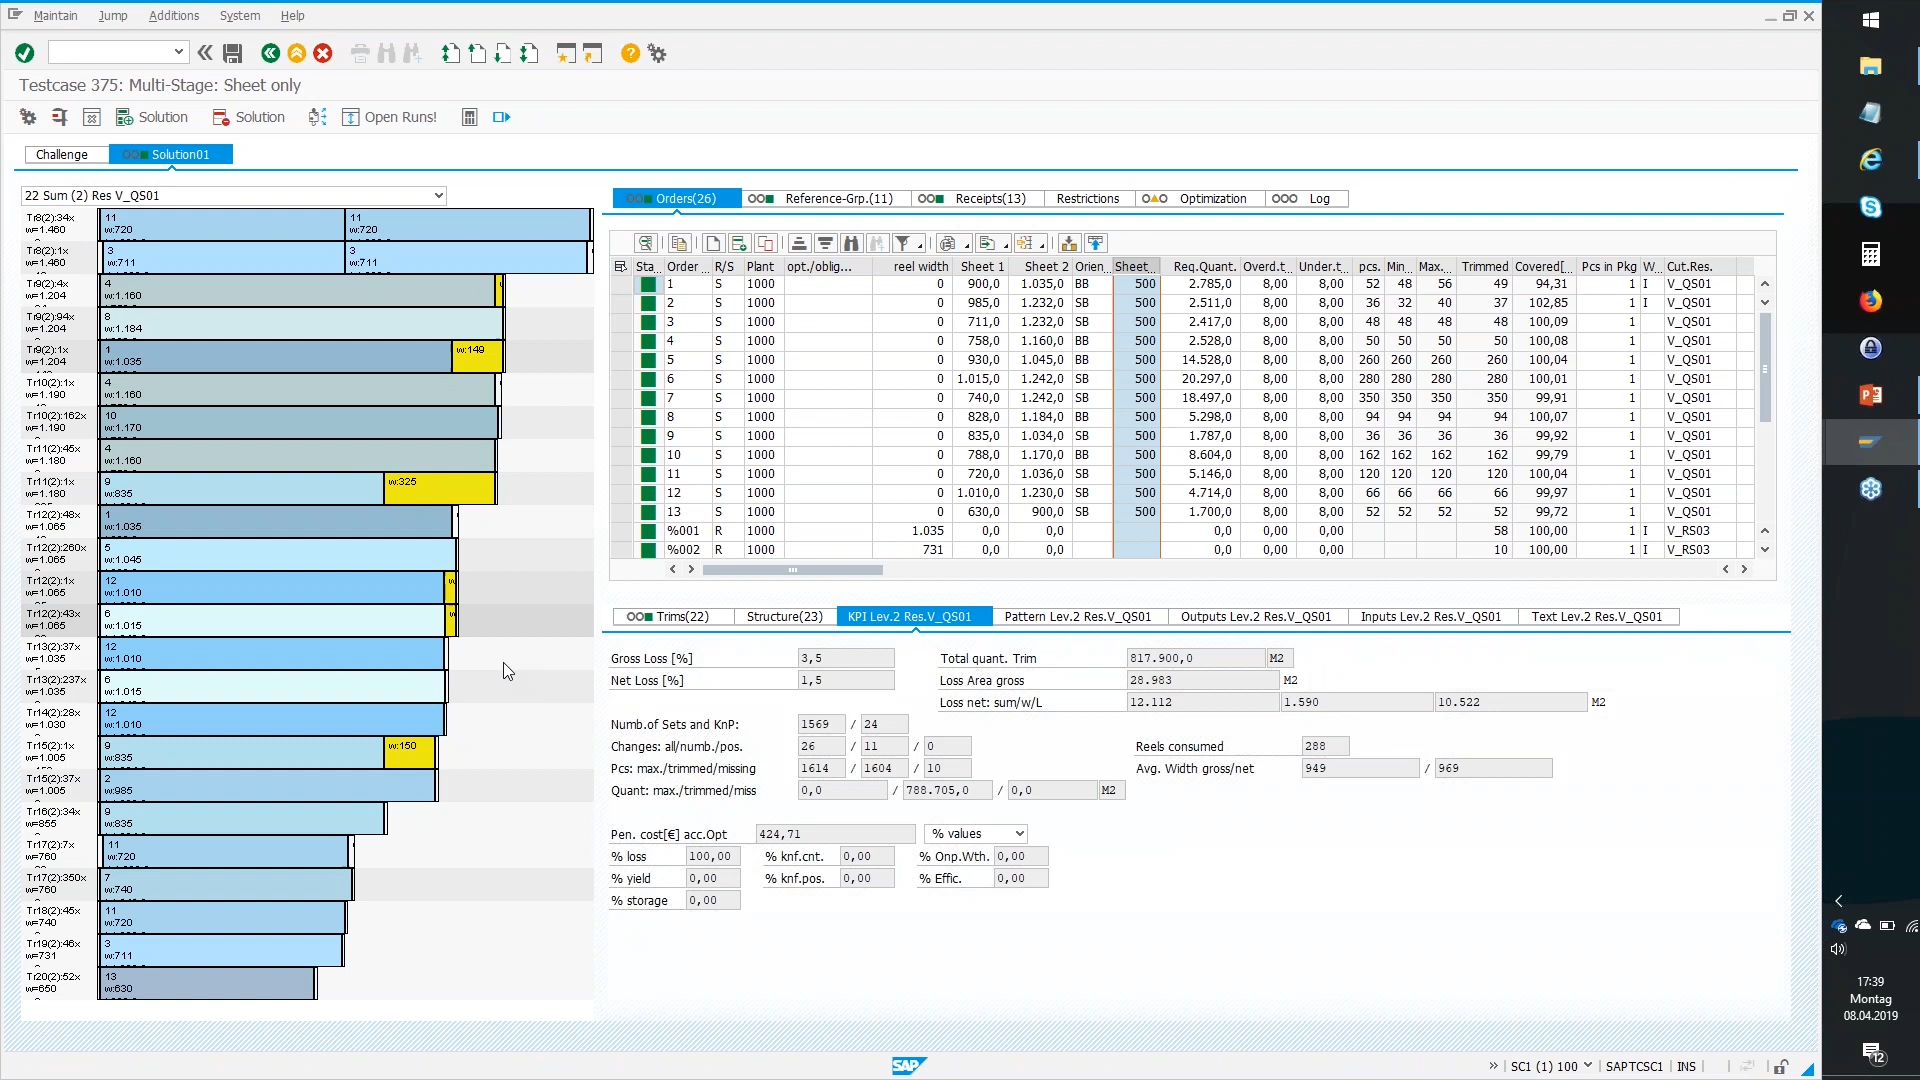 Maintain Jump Additions System Help
Testcase 375: Multi-Stage: Sheet only
Solution Solution Open Runs!
Challenge Solution01
22 Sum (2) Res V_QS01
Tr8(2):34x w=1.460 11 w:720 11 w:720
Tr8(2):1x w=1.460 3 w:711 3 w:711
Tr9(2):4x w=1.204 4 w:1.160
Tr9(2):94x w=1.204 8 w:1.184
Tr9(2):1x w=1.204 1 w:1.035 w:149
Tr10(2):1x w=1.190 4 w:1.160
Tr10(2):162x w=1.190 10 w:1.170
Tr11(2):45x w=1.180 4 w:1.160
Tr11(2):1x w=1.180 9 w:835 w:325
Tr12(2):48x w=1.065 1 w:1.035
Tr12(2):260x w=1.065 5 w:1.045
Tr12(2):1x w=1.065 12 w:1.010 w
Tr12(2):43x w=1.065 6 w:1.015 w
Tr13(2):37x w=1.035 12 w:1.010
Tr13(2):237x w=1.035 6 w:1.015
Tr14(2):28x w=1.030 12 w:1.010
Tr15(2):1x w=1.005 9 w:835 w:150
Tr15(2):37x w=1.005 2 w:985
Tr16(2):34x w=855 9 w:835
Tr17(2):7x w=760 11 w:720
Tr17(2):350x w=760 7 w:740
Tr18(2):45x w=740 11 w:720
Tr19(2):46x w=731 3 w:711
Tr20(2):52x w=650 13 w:630
Orders(26) Reference-Grp.(11) Receipts(13) Restrictions Optimization Log
Sta... Order ... R/S Plant opt./oblig... reel width Sheet 1 Sheet 2 Orien... Sheet... Req.Quant. Overd.t... Under.t... pcs. Min... Max... Trimmed Covered[... Pcs in Pkg W... Cut.Res.
1 S 1000 0 900,0 1.035,0 BB 500 2.785,0 8,00 8,00 52 48 56 49 94,31 1 I V_QS01
2 S 1000 0 985,0 1.232,0 SB 500 2.511,0 8,00 8,00 36 32 40 37 102,85 1 I V_QS01
3 S 1000 0 711,0 1.232,0 SB 500 2.417,0 8,00 8,00 48 48 48 48 100,09 1 V_QS01
4 S 1000 0 758,0 1.160,0 BB 500 2.528,0 8,00 8,00 50 50 50 50 100,08 1 V_QS01
5 S 1000 0 930,0 1.045,0 BB 500 14.528,0 8,00 8,00 260 260 260 260 100,04 1 V_QS01
6 S 1000 0 1.015,0 1.242,0 SB 500 20.297,0 8,00 8,00 280 280 280 280 100,01 1 V_QS01
7 S 1000 0 740,0 1.242,0 SB 500 18.497,0 8,00 8,00 350 350 350 350 99,91 1 V_QS01
8 S 1000 0 828,0 1.184,0 BB 500 5.298,0 8,00 8,00 94 94 94 94 100,07 1 V_QS01
9 S 1000 0 835,0 1.034,0 SB 500 1.787,0 8,00 8,00 36 36 36 36 99,92 1 V_QS01
10 S 1000 0 788,0 1.170,0 BB 500 8.604,0 8,00 8,00 162 162 162 162 99,79 1 V_QS01
11 S 1000 0 720,0 1.036,0 SB 500 5.146,0 8,00 8,00 120 120 120 120 100,04 1 V_QS01
12 S 1000 0 1.010,0 1.230,0 SB 500 4.714,0 8,00 8,00 66 66 66 66 99,97 1 V_QS01
13 S 1000 0 630,0 900,0 SB 500 1.700,0 8,00 8,00 52 52 52 52 99,72 1 V_QS01
%001 R 1000 1.035 0,0 0,0 0,0 0,00 0,00 58 100,00 1 I V_RS03
%002 R 1000 731 0,0 0,0 0,0 0,00 0,00 10 100,00 1 I V_RS03
Trims(22) Structure(23) KPI Lev.2 Res.V_QS01 Pattern Lev.2 Res.V_QS01 Outputs Lev.2 Res.V_QS01 Inputs Lev.2 Res.V_QS01 Text Lev.2 Res.V_QS01
Gross Loss [%] 3,5 Total quant. Trim 817.900,0 M2
Net Loss [%] 1,5 Loss Area gross 28.983 M2
Loss net: sum/w/L 12.112 1.590 10.522 M2
Numb.of Sets and KnP: 1569 / 24
Changes: all/numb./pos. 26 / 11 / 0 Reels consumed 288
Pcs: max./trimmed/missing 1614 / 1604 / 10 Avg. Width gross/net 949 / 969
Quant: max./trimmed/miss 0,0 / 788.705,0 / 0,0 M2
Pen. cost[€] acc.Opt 424,71 % values
% loss 100,00 % knf.cnt. 0,00 % Onp.Wth. 0,00
% yield 0,00 % knf.pos. 0,00 % Effic. 0,00
% storage 0,00
SAP
SC1 (1) 100 SAPTCSC1 INS
17:39
Montag
08.04.2019
12